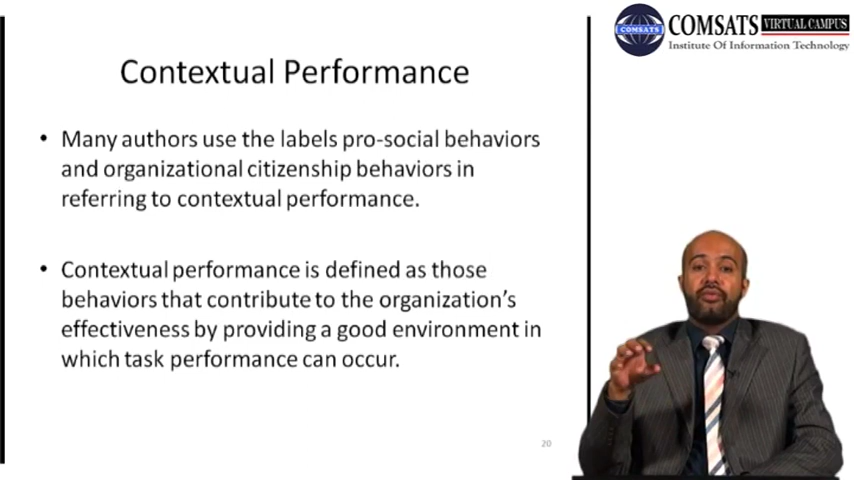 COMSATS
COMSATS VIRTUAL CAMPUS
Institute Of Information Technology
Contextual Performance
• Many authors use the labels pro-social behaviors
and organizational citizenship behaviors in
referring to contextual performance.
• Contextual performance is defined as those
behaviors that contribute to the organization's
effectiveness by providing a good environment in
which task performance can occur.
20